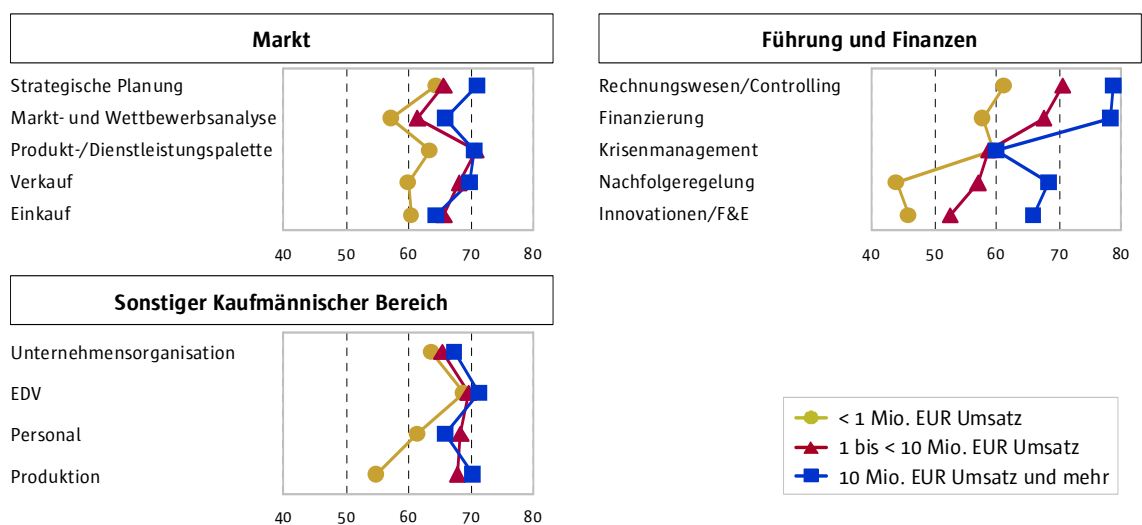 Markt
Strategische Planung
Markt- und Wettbewerbsanalyse
Produkt-/Dienstleistungspalette
Verkauf
Einkauf
40 50 60 70 80
Führung und Finanzen
Rechnungswesen/Controlling
Finanzierung
Krisenmanagement
Nachfolgeregelung
Innovationen/F&E
40 50 60 70 80
Sonstiger Kaufmännischer Bereich
Unternehmensorganisation
EDV
Personal
Produktion
40 50 60 70 80
< 1 Mio. EUR Umsatz
1 bis < 10 Mio. EUR Umsatz
10 Mio. EUR Umsatz und mehr